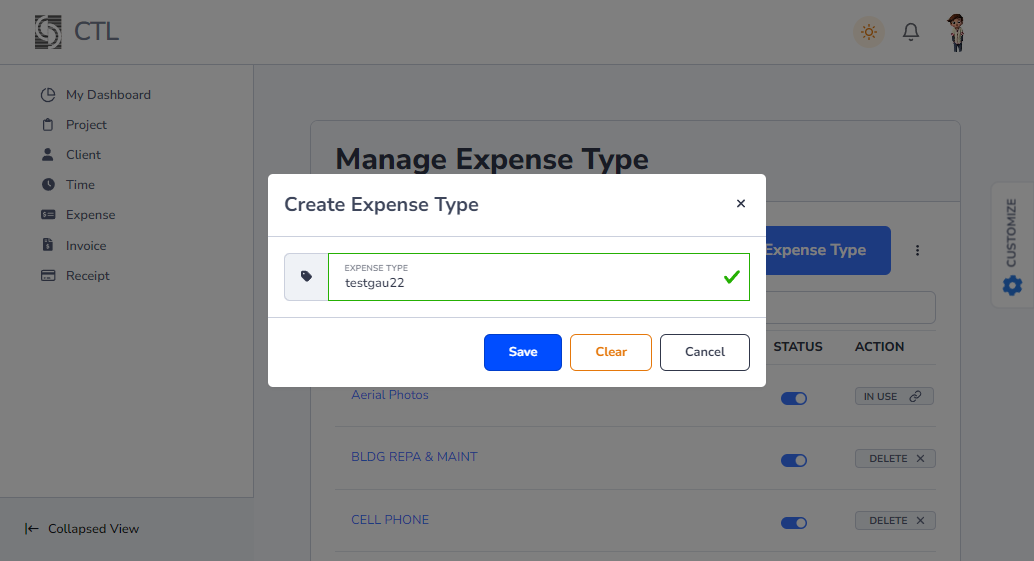 CTL
My Dashboard
Project
Client
Time
Expense
Invoice
Receipt
Collapsed View
Manage Expense Type
Expense Type
CUSTOMIZE
Create Expense Type
EXPENSE TYPE
testgau22
Save Clear Cancel
STATUS ACTION
Aerial Photos IN USE
BLDG REPA & MAINT DELETE
CELL PHONE DELETE